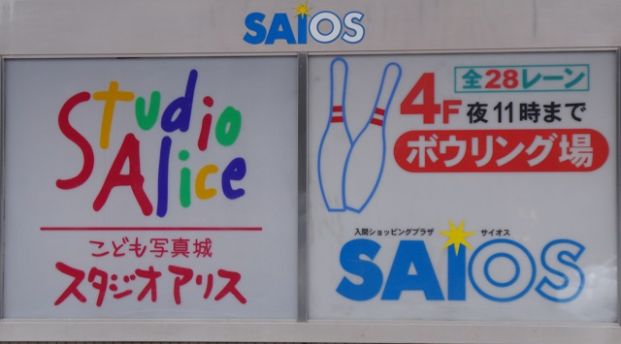 SAiOS
Studio
Alice
こども写真城
スタジオアリス
全28レーン
4F 夜11時まで
ボウリング場
入間ショッピングプラザ サイオス
SAiOS